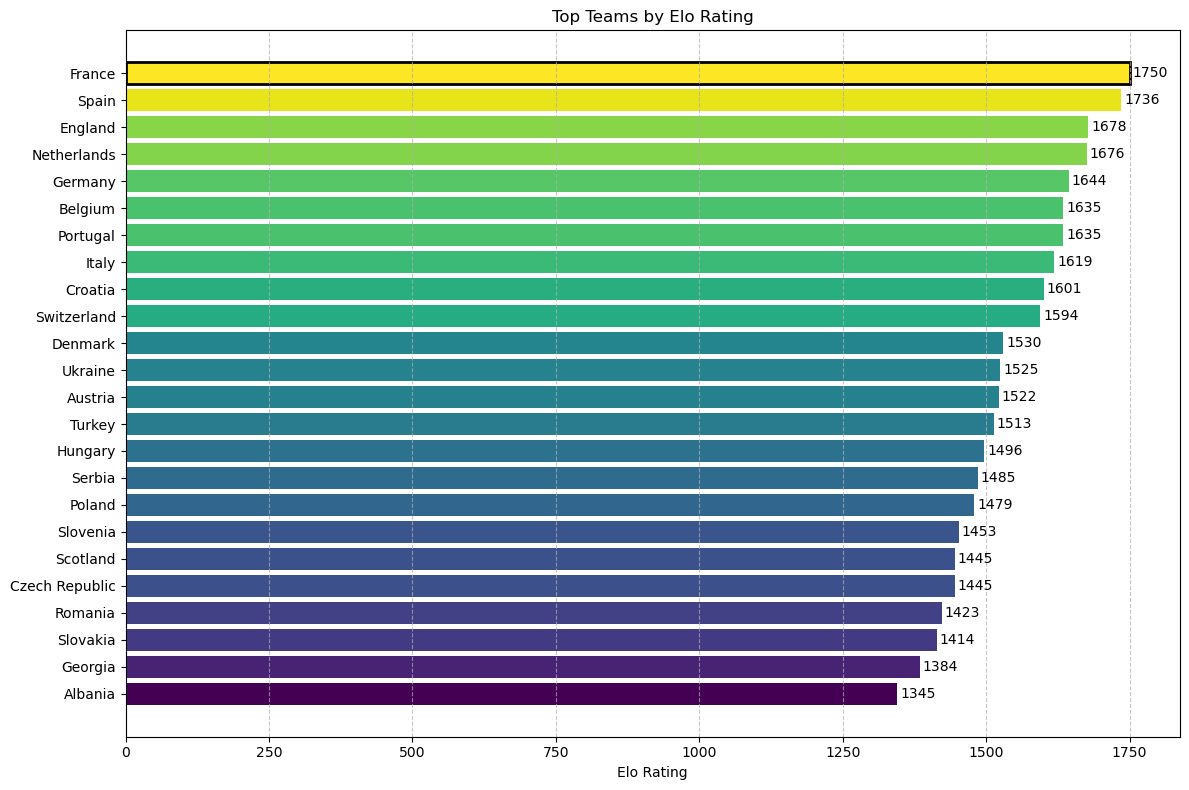 Top Teams by Elo Rating
France 1750
Spain 1736
England 1678
Netherlands 1676
Germany 1644
Belgium 1635
Portugal 1635
Italy 1619
Croatia 1601
Switzerland 1594
Denmark 1530
Ukraine 1525
Austria 1522
Turkey 1513
Hungary 1496
Serbia 1485
Poland 1479
Slovenia 1453
Scotland 1445
Czech Republic 1445
Romania 1423
Slovakia 1414
Georgia 1384
Albania 1345
0 250 500 750 1000 1250 1500 1750
Elo Rating